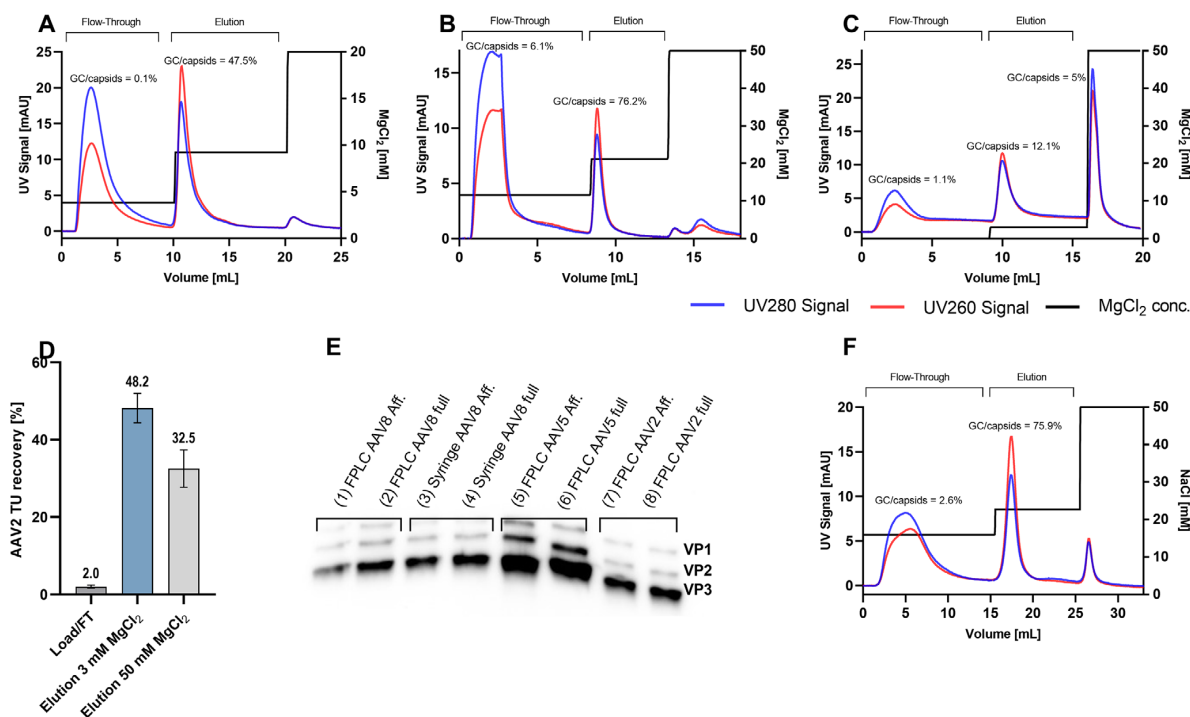 A
Flow-Through
Elution
GC/capsids = 0.1%
GC/capsids = 47.5%
25
20
15
10
5
0
UV Signal [mAU]
20
15
10
5
0
MgCl₂ [mM]
0
5
10
15
20
25
Volume [mL]
B
Flow-Through
Elution
GC/capsids = 6.1%
GC/capsids = 76.2%
15
10
5
0
UV Signal [mAU]
50
40
30
20
10
0
MgCl₂ [mM]
0
5
10
15
Volume [mL]
C
Flow-Through
Elution
GC/capsids = 1.1%
GC/capsids = 12.1%
GC/capsids = 5%
25
20
15
10
5
0
UV Signal [mAU]
50
40
30
20
10
0
MgCl₂ [mM]
0
5
10
15
20
Volume [mL]
UV280 Signal
UV260 Signal
MgCl₂ conc.
D
60
40
20
0
AAV2 TU recovery [%]
2.0
48.2
32.5
Load/FT
Elution 3 mM MgCl₂
Elution 50 mM MgCl₂
E
(1) FPLC AAV8 Aff.
(2) FPLC AAV8 full
(3) Syringe AAV8 Aff.
(4) Syringe AAV8 full
(5) FPLC AAV5 Aff.
(6) FPLC AAV5 full
(7) FPLC AAV2 Aff.
(8) FPLC AAV2 full
VP1
VP2
VP3
F
Flow-Through
Elution
GC/capsids = 2.6%
GC/capsids = 75.9%
20
15
10
5
0
UV Signal [mAU]
50
40
30
20
10
0
NaCl [mM]
0
5
10
15
20
25
30
Volume [mL]